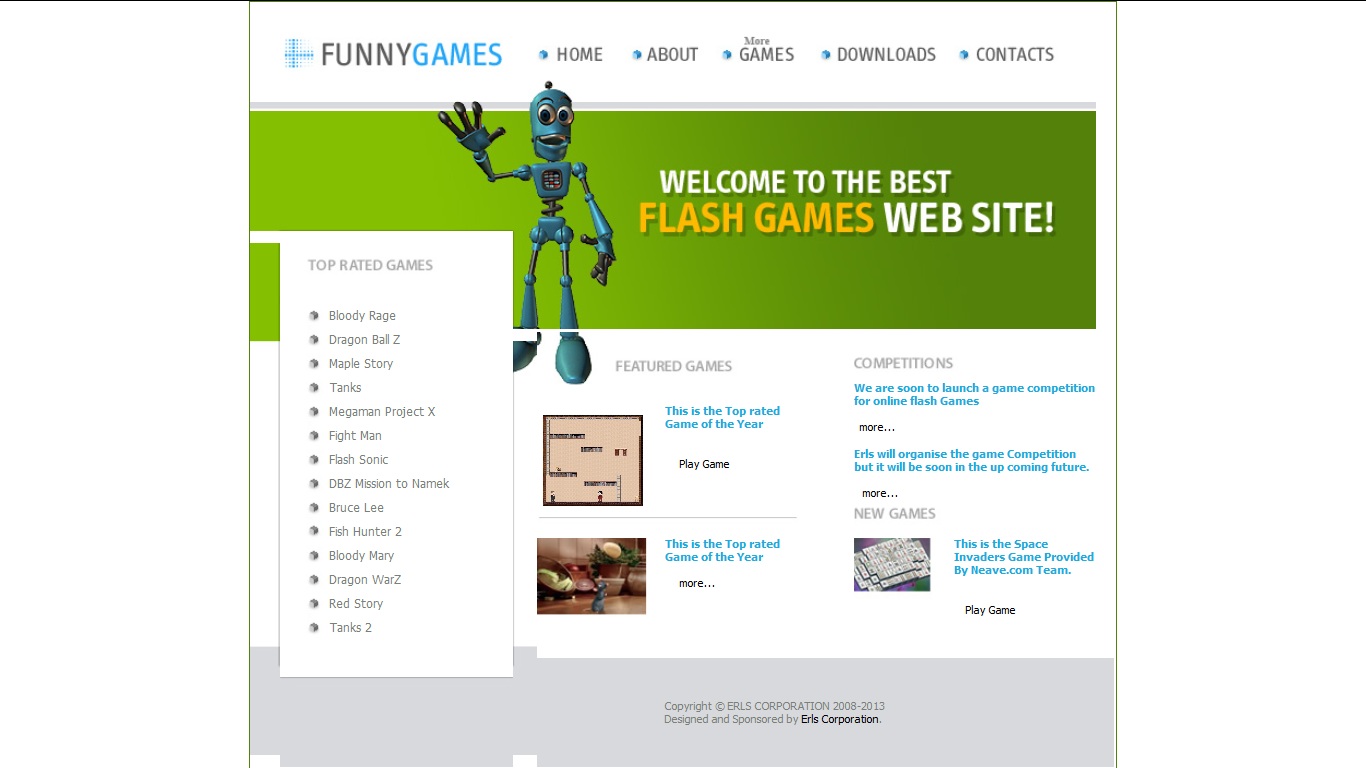 FUNNYGAMES
HOME
ABOUT
More
GAMES
DOWNLOADS
CONTACTS
WELCOME TO THE BEST
FLASH GAMES WEB SITE!
TOP RATED GAMES
Bloody Rage
Dragon Ball Z
Maple Story
Tanks
Megaman Project X
Fight Man
Flash Sonic
DBZ Mission to Namek
Bruce Lee
Fish Hunter 2
Bloody Mary
Dragon WarZ
Red Story
Tanks 2
FEATURED GAMES
This is the Top rated
Game of the Year
Play Game
This is the Top rated
Game of the Year
more...
COMPETITIONS
We are soon to launch a game competition
for online flash Games
more...
Erls will organise the game Competition
but it will be soon in the up coming future.
more...
NEW GAMES
This is the Space
Invaders Game Provided
By Neave.com Team.
Play Game
Copyright © ERLS CORPORATION 2008-2013
Designed and Sponsored by Erls Corporation.